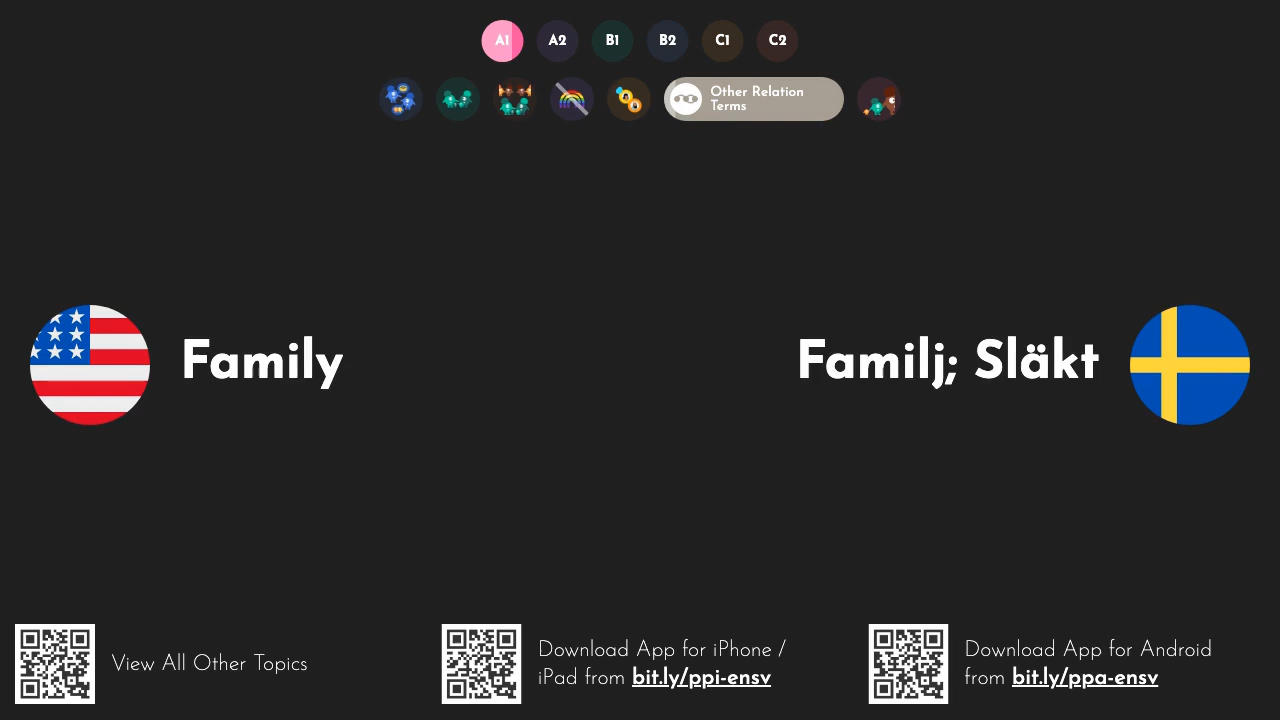 A1 A2 B1 B2 C1 C2
Other Relation
Terms
Family
Familj; Släkt
View All Other Topics
Download App for iPhone /
iPad from bit.ly/ppi-ensv
Download App for Android
from bit.ly/ppa-ensv